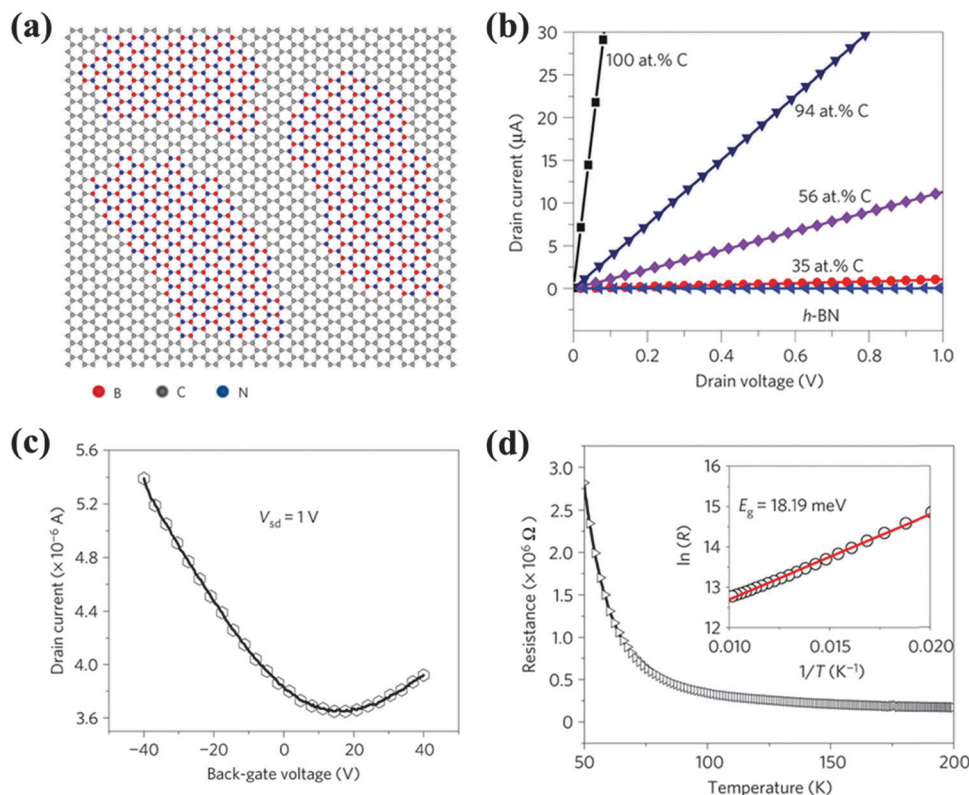 (a)
B C N
(b)
30
25
20
15
10
5
0
Drain current (μA)
100 at.% C
94 at.% C
56 at.% C
35 at.% C
h-BN
0 0.2 0.4 0.6 0.8 1.0
Drain voltage (V)
(c)
5.6
5.2
4.8
4.4
4.0
3.6
Drain current (× 10⁻⁶ A)
Vsd = 1 V
−40 −20 0 20 40
Back-gate voltage (V)
(d)
3.0
2.5
2.0
1.5
1.0
0.5
0
Resistance (× 10⁶ Ω)
16
15
14
13
12
ln (R)
Eg = 18.19 meV
0.010 0.015 0.020
1/T (K⁻¹)
50 100 150 200
Temperature (K)